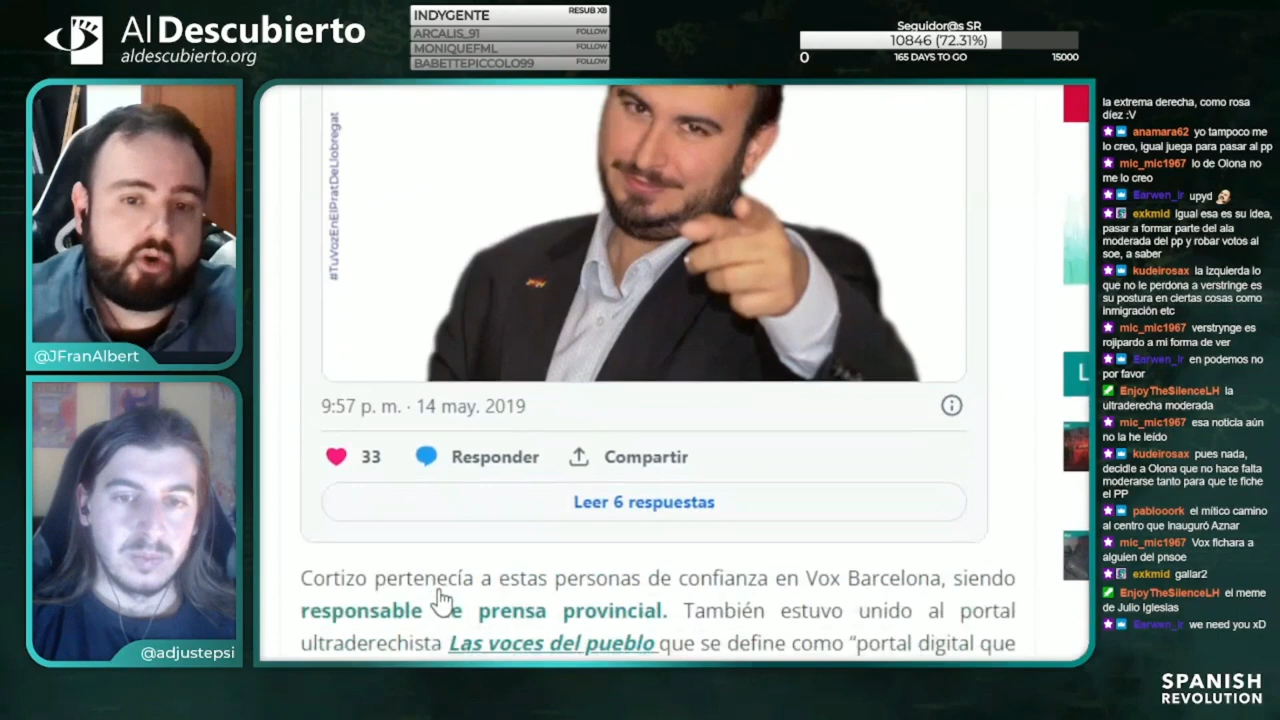 Al Descubierto
aldescubierto.org
INDYGENTE RESUB X8
ARCALIS_91 FOLLOW
MONIQUEFML FOLLOW
BABETTEPICCOLO99 FOLLOW
Seguidor@s SR
10846 (72.31%)
0 165 DAYS TO GO 15000
@JFranAlbert
@adjustepsi
#TuVozEnElPratDeLlobregat
9:57 p. m. · 14 may. 2019
33 Responder Compartir
Leer 6 respuestas
Cortizo pertenecía a estas personas de confianza en Vox Barcelona, siendo
responsable e prensa provincial. También estuvo unido al portal
ultraderechista Las voces del pueblo que se define como “portal digital que
L
la extrema derecha, como rosa
díez :V
anamara62 yo tampoco me
lo creo, igual juega para pasar al pp
mic_mic1967 lo de Olona no
me lo creo
Earwen_Ir upyd
exkmid Igual esa es su idea,
pasar a formar parte del ala
moderada del pp y robar votos al
soe, a saber
kudeirosax la izquierda lo
que no le perdona a verstringe es
su postura en ciertas cosas como
inmigración etc
mic_mic1967 verstrynge es
rojipardo a mi forma de ver
Earwen_Ir en podemos no
por favor
EnjoyTheSilenceLH la
ultraderecha moderada
mic_mic1967 esa noticia aún
no la he leído
kudeirosax pues nada,
decidle a Olona que no hace falta
moderarse tanto para que te fiche
el PP
pablooork el mítico camino
al centro que inauguró Aznar
mic_mic1967 Vox fichara a
alguien del pnsoe
exkmid gallar2
EnjoyTheSilenceLH el meme
de Julio Iglesias
Earwen_Ir we need you xD
SPANISH
REVOLUTION